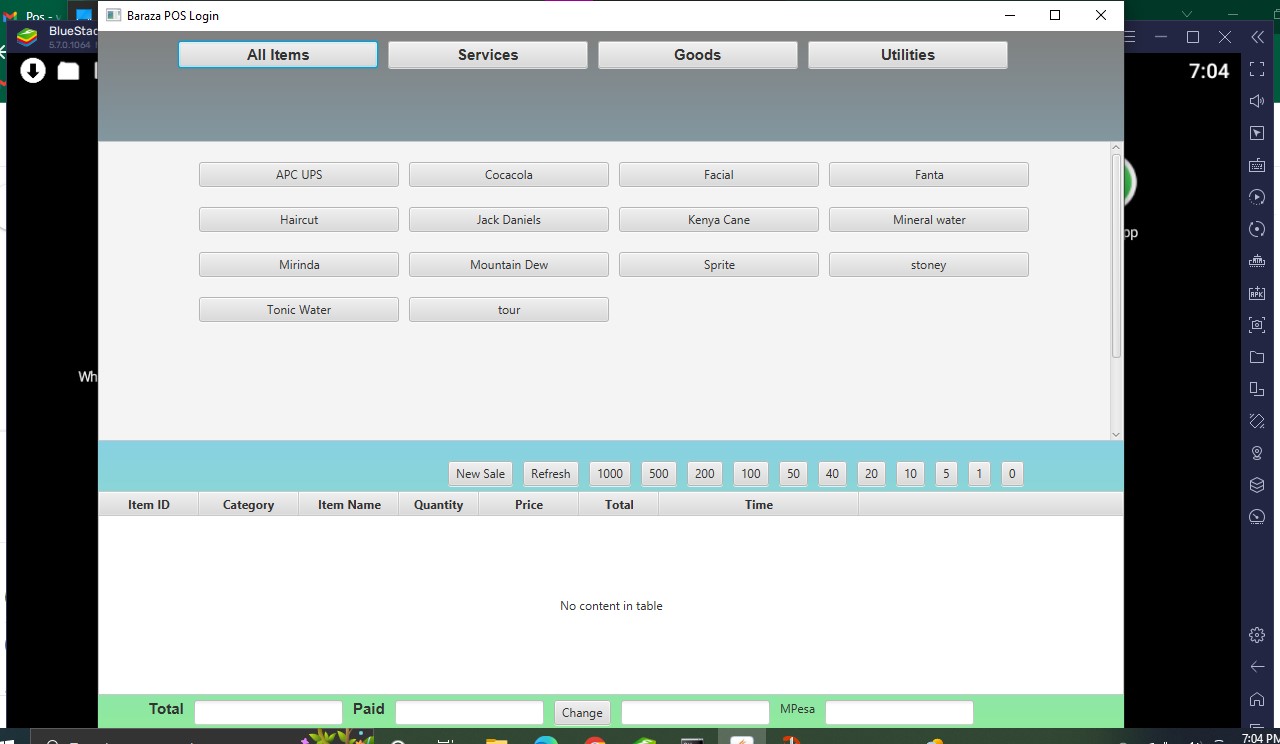 Pos -
Baraza POS Login
BlueStac
5.7.0.1064
All Items Services Goods Utilities
7:04
APC UPS Cocacola Facial Fanta
Haircut Jack Daniels Kenya Cane Mineral water
pp
Mirinda Mountain Dew Sprite stoney
Tonic Water tour
Wh
New Sale Refresh 1000 500 200 100 50 40 20 10 5 1 0
Item ID Category Item Name Quantity Price Total Time
No content in table
Total Paid Change MPesa
7:04 PM